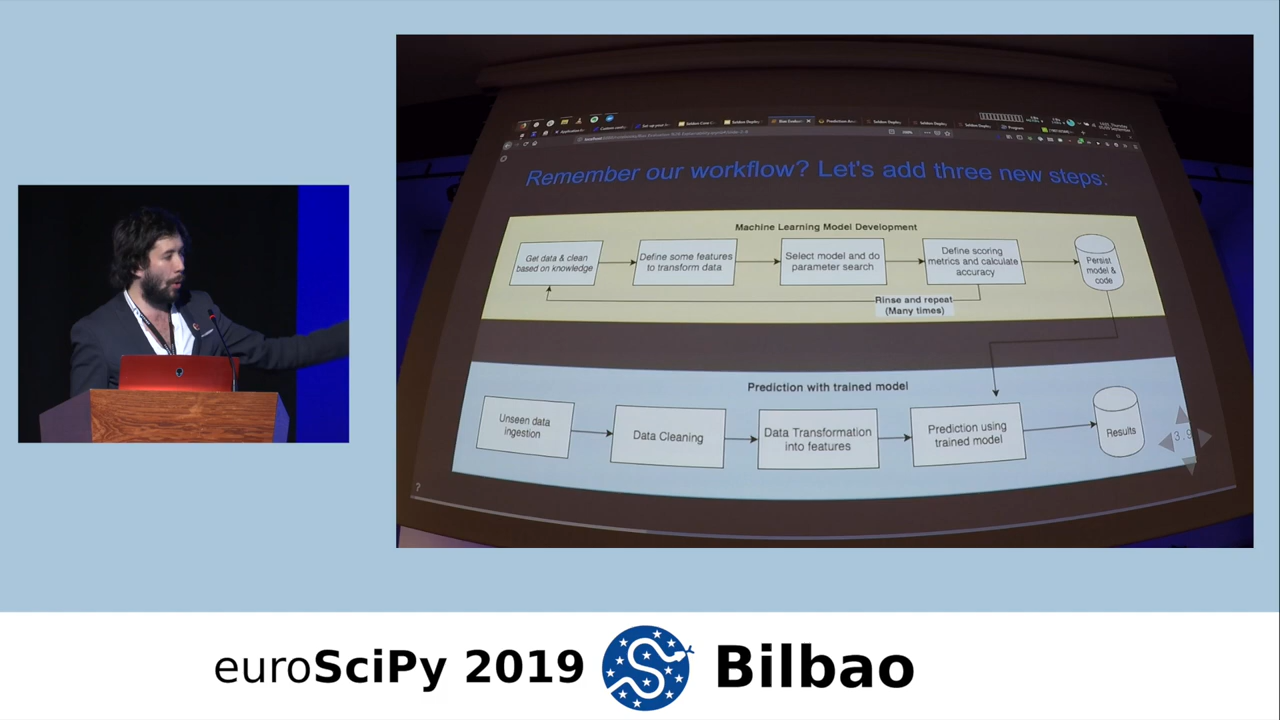 Remember our workflow? Let's add three new steps:
Machine Learning Model Development
Get data & clean
based on knowledge
Define some features
to transform data
Select model and do
parameter search
Define scoring
metrics and calculate
accuracy
Persist
model &
code
Rinse and repeat
(Many times)
Prediction with trained model
Unseen data
ingestion
Data Cleaning
Data Transformation
into features
Prediction using
trained model
Results
?
euroSciPy 2019 Bilbao